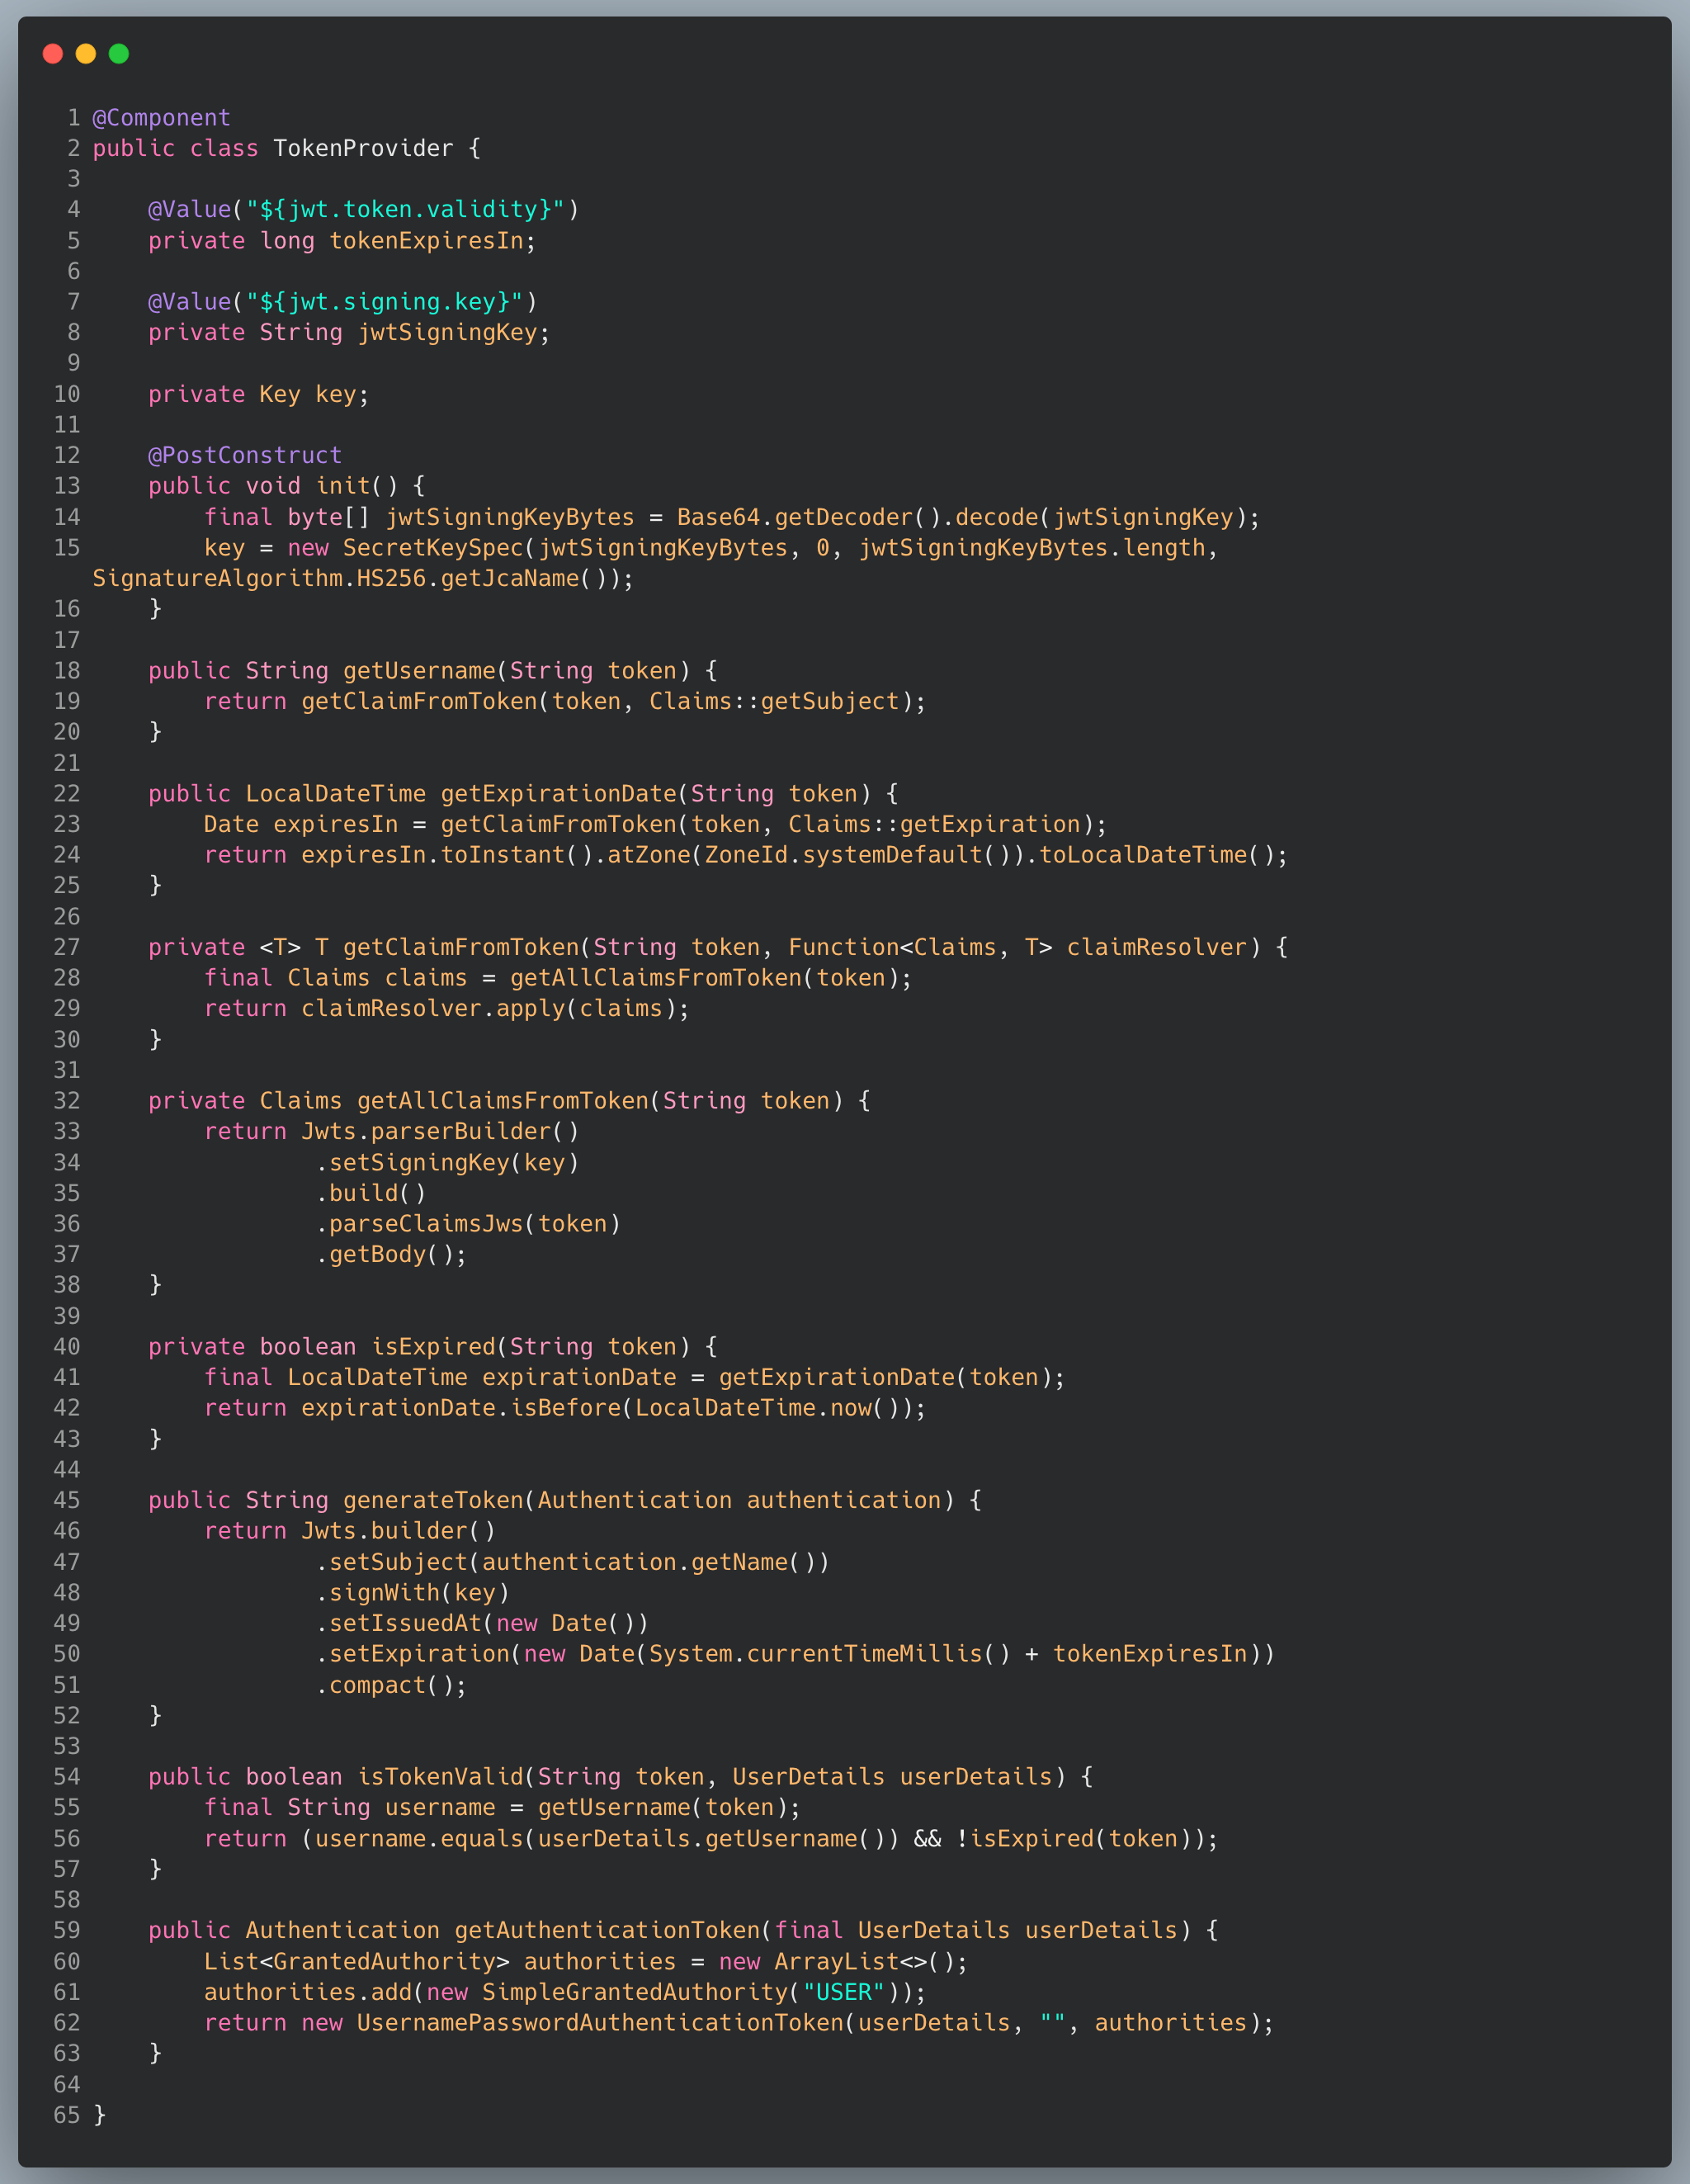 1 @Component
2 public class TokenProvider {
3
4     @Value("${jwt.token.validity}")
5     private long tokenExpiresIn;
6
7     @Value("${jwt.signing.key}")
8     private String jwtSigningKey;
9
10     private Key key;
11
12     @PostConstruct
13     public void init() {
14         final byte[] jwtSigningKeyBytes = Base64.getDecoder().decode(jwtSigningKey);
15         key = new SecretKeySpec(jwtSigningKeyBytes, 0, jwtSigningKeyBytes.length,
SignatureAlgorithm.HS256.getJcaName());
16     }
17
18     public String getUsername(String token) {
19         return getClaimFromToken(token, Claims::getSubject);
20     }
21
22     public LocalDateTime getExpirationDate(String token) {
23         Date expiresIn = getClaimFromToken(token, Claims::getExpiration);
24         return expiresIn.toInstant().atZone(ZoneId.systemDefault()).toLocalDateTime();
25     }
26
27     private <T> T getClaimFromToken(String token, Function<Claims, T> claimResolver) {
28         final Claims claims = getAllClaimsFromToken(token);
29         return claimResolver.apply(claims);
30     }
31
32     private Claims getAllClaimsFromToken(String token) {
33         return Jwts.parserBuilder()
34                 .setSigningKey(key)
35                 .build()
36                 .parseClaimsJws(token)
37                 .getBody();
38     }
39
40     private boolean isExpired(String token) {
41         final LocalDateTime expirationDate = getExpirationDate(token);
42         return expirationDate.isBefore(LocalDateTime.now());
43     }
44
45     public String generateToken(Authentication authentication) {
46         return Jwts.builder()
47                 .setSubject(authentication.getName())
48                 .signWith(key)
49                 .setIssuedAt(new Date())
50                 .setExpiration(new Date(System.currentTimeMillis() + tokenExpiresIn))
51                 .compact();
52     }
53
54     public boolean isTokenValid(String token, UserDetails userDetails) {
55         final String username = getUsername(token);
56         return (username.equals(userDetails.getUsername()) && !isExpired(token));
57     }
58
59     public Authentication getAuthenticationToken(final UserDetails userDetails) {
60         List<GrantedAuthority> authorities = new ArrayList<>();
61         authorities.add(new SimpleGrantedAuthority("USER"));
62         return new UsernamePasswordAuthenticationToken(userDetails, "", authorities);
63     }
64
65 }